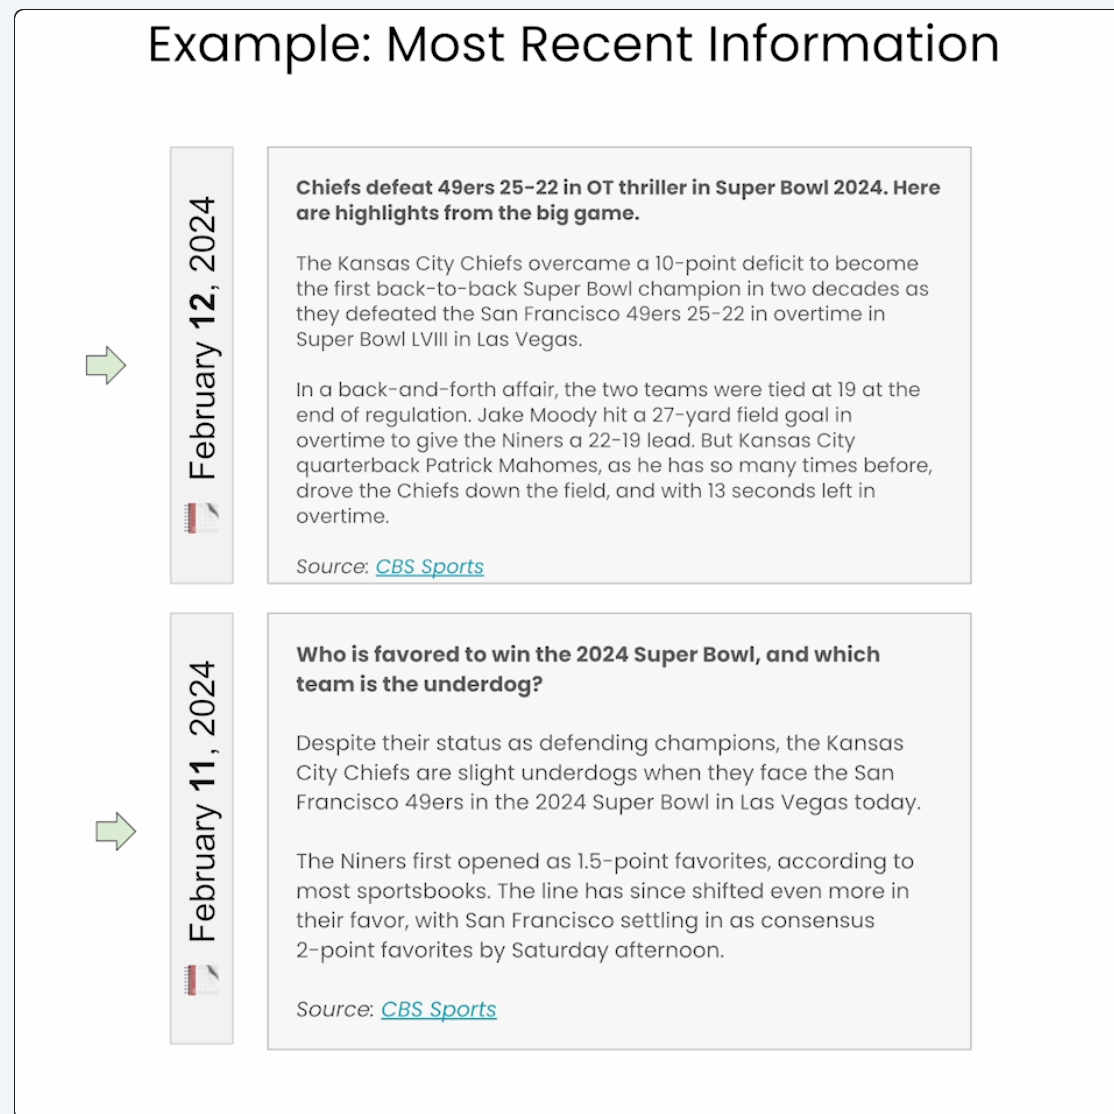 Example: Most Recent Information
February 12, 2024
Chiefs defeat 49ers 25-22 in OT thriller in Super Bowl 2024. Here
are highlights from the big game.
The Kansas City Chiefs overcame a 10-point deficit to become
the first back-to-back Super Bowl champion in two decades as
they defeated the San Francisco 49ers 25-22 in overtime in
Super Bowl LVIII in Las Vegas.
In a back-and-forth affair, the two teams were tied at 19 at the
end of regulation. Jake Moody hit a 27-yard field goal in
overtime to give the Niners a 22-19 lead. But Kansas City
quarterback Patrick Mahomes, as he has so many times before,
drove the Chiefs down the field, and with 13 seconds left in
overtime.
Source: CBS Sports
February 11, 2024
Who is favored to win the 2024 Super Bowl, and which
team is the underdog?
Despite their status as defending champions, the Kansas
City Chiefs are slight underdogs when they face the San
Francisco 49ers in the 2024 Super Bowl in Las Vegas today.
The Niners first opened as 1.5-point favorites, according to
most sportsbooks. The line has since shifted even more in
their favor, with San Francisco settling in as consensus
2-point favorites by Saturday afternoon.
Source: CBS Sports